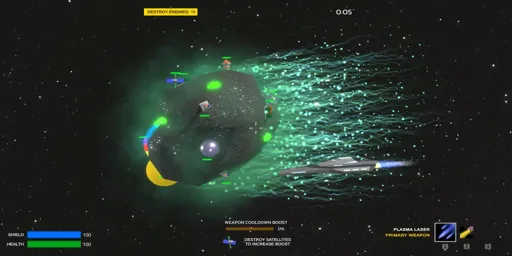 DESTROY ENEMIES: 10
0:05
WEAPON COOLDOWN BOOST
0%
DESTROY SATELLITES
TO INCREASE BOOST
SHIELD 100
HEALTH 100
PLASMA LASER
PRIMARY WEAPON